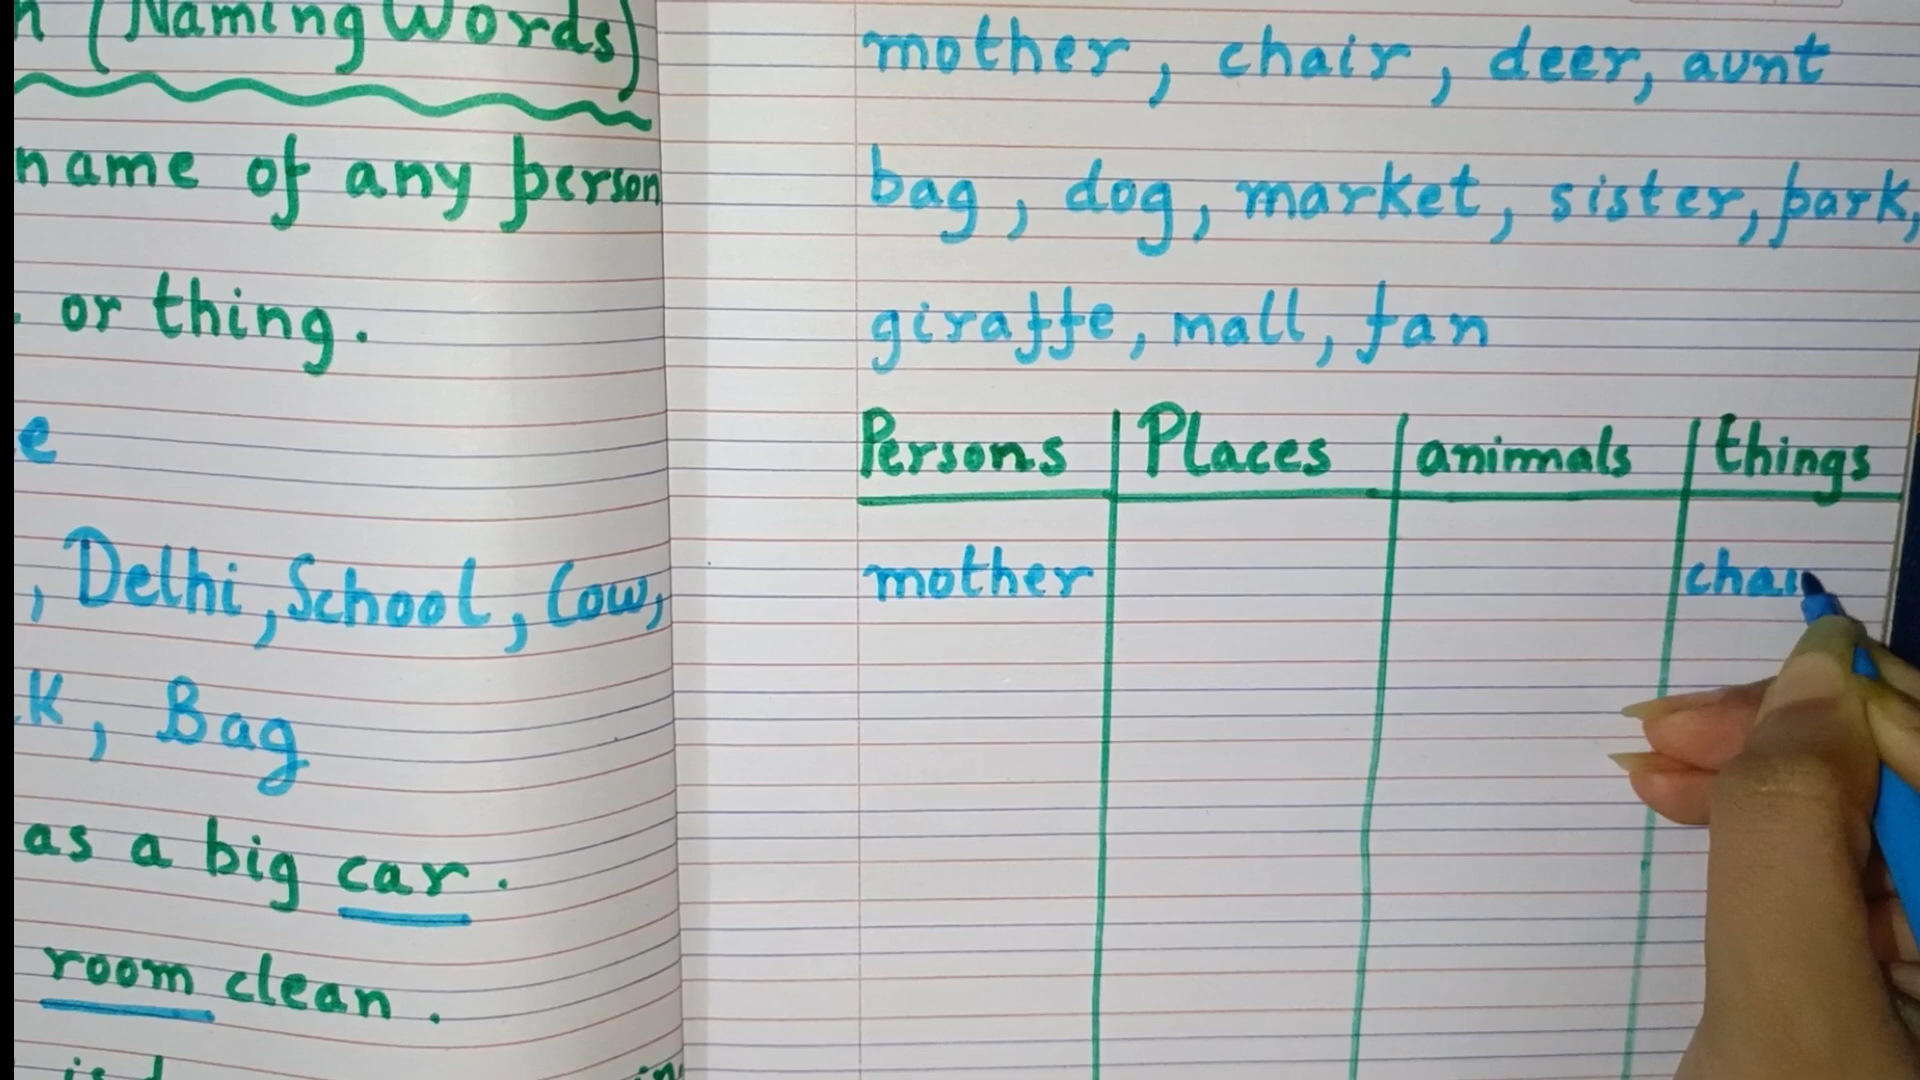 (Naming Words)
name of any person
or thing.
e
, Delhi, School, Cow,
K, Bag
as a big car.
room clean.
mother, chair, deer, aunt
bag, dog, market, sister, park,
giraffe, mall, fan
Persons Places animals things
mother chair